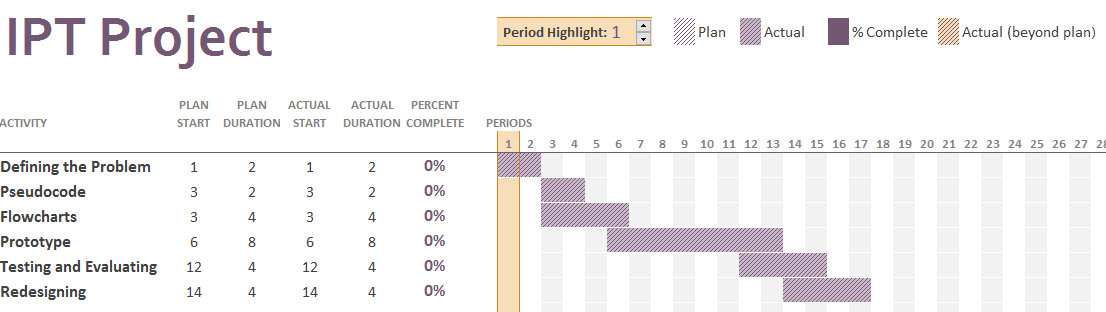 IPT Project
Period Highlight: 1
Plan
Actual
% Complete
Actual (beyond plan)
ACTIVITY PLAN START PLAN DURATION ACTUAL START ACTUAL DURATION PERCENT COMPLETE PERIODS
1 2 3 4 5 6 7 8 9 10 11 12 13 14 15 16 17 18 19 20 21 22 23 24 25 26 27 28
Defining the Problem 1 2 1 2 0%
Pseudocode 3 2 3 2 0%
Flowcharts 3 4 3 4 0%
Prototype 6 8 6 8 0%
Testing and Evaluating 12 4 12 4 0%
Redesigning 14 4 14 4 0%